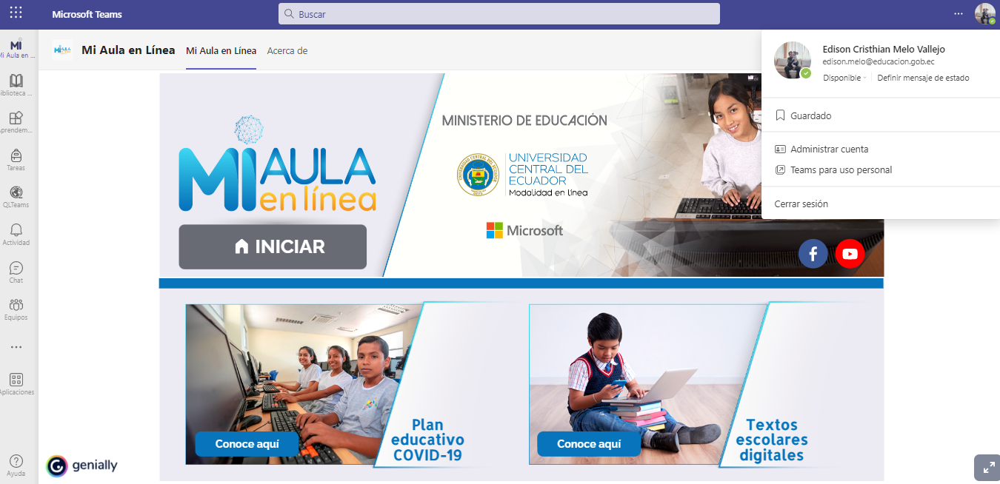 Microsoft Teams
Buscar
Mi Aula en ...
Biblioteca ...
Aprendem...
Tareas
QLTeams
Actividad
Chat
Equipos
Aplicaciones
Ayuda
Mi Aula en Línea
Mi Aula en Línea
Acerca de
Edison Cristhian Melo Vallejo
edison.melo@educacion.gob.ec
Disponible
Definir mensaje de estado
Guardado
Administrar cuenta
Teams para uso personal
Cerrar sesión
MI AULA
en línea
INICIAR
MINISTERIO DE EDUCACIÓN
UNIVERSIDAD
CENTRAL DEL
ECUADOR
Modalidad en línea
Microsoft
Conoce aquí
Plan
educativo
COVID-19
Conoce aquí
Textos
escolares
digitales
genially